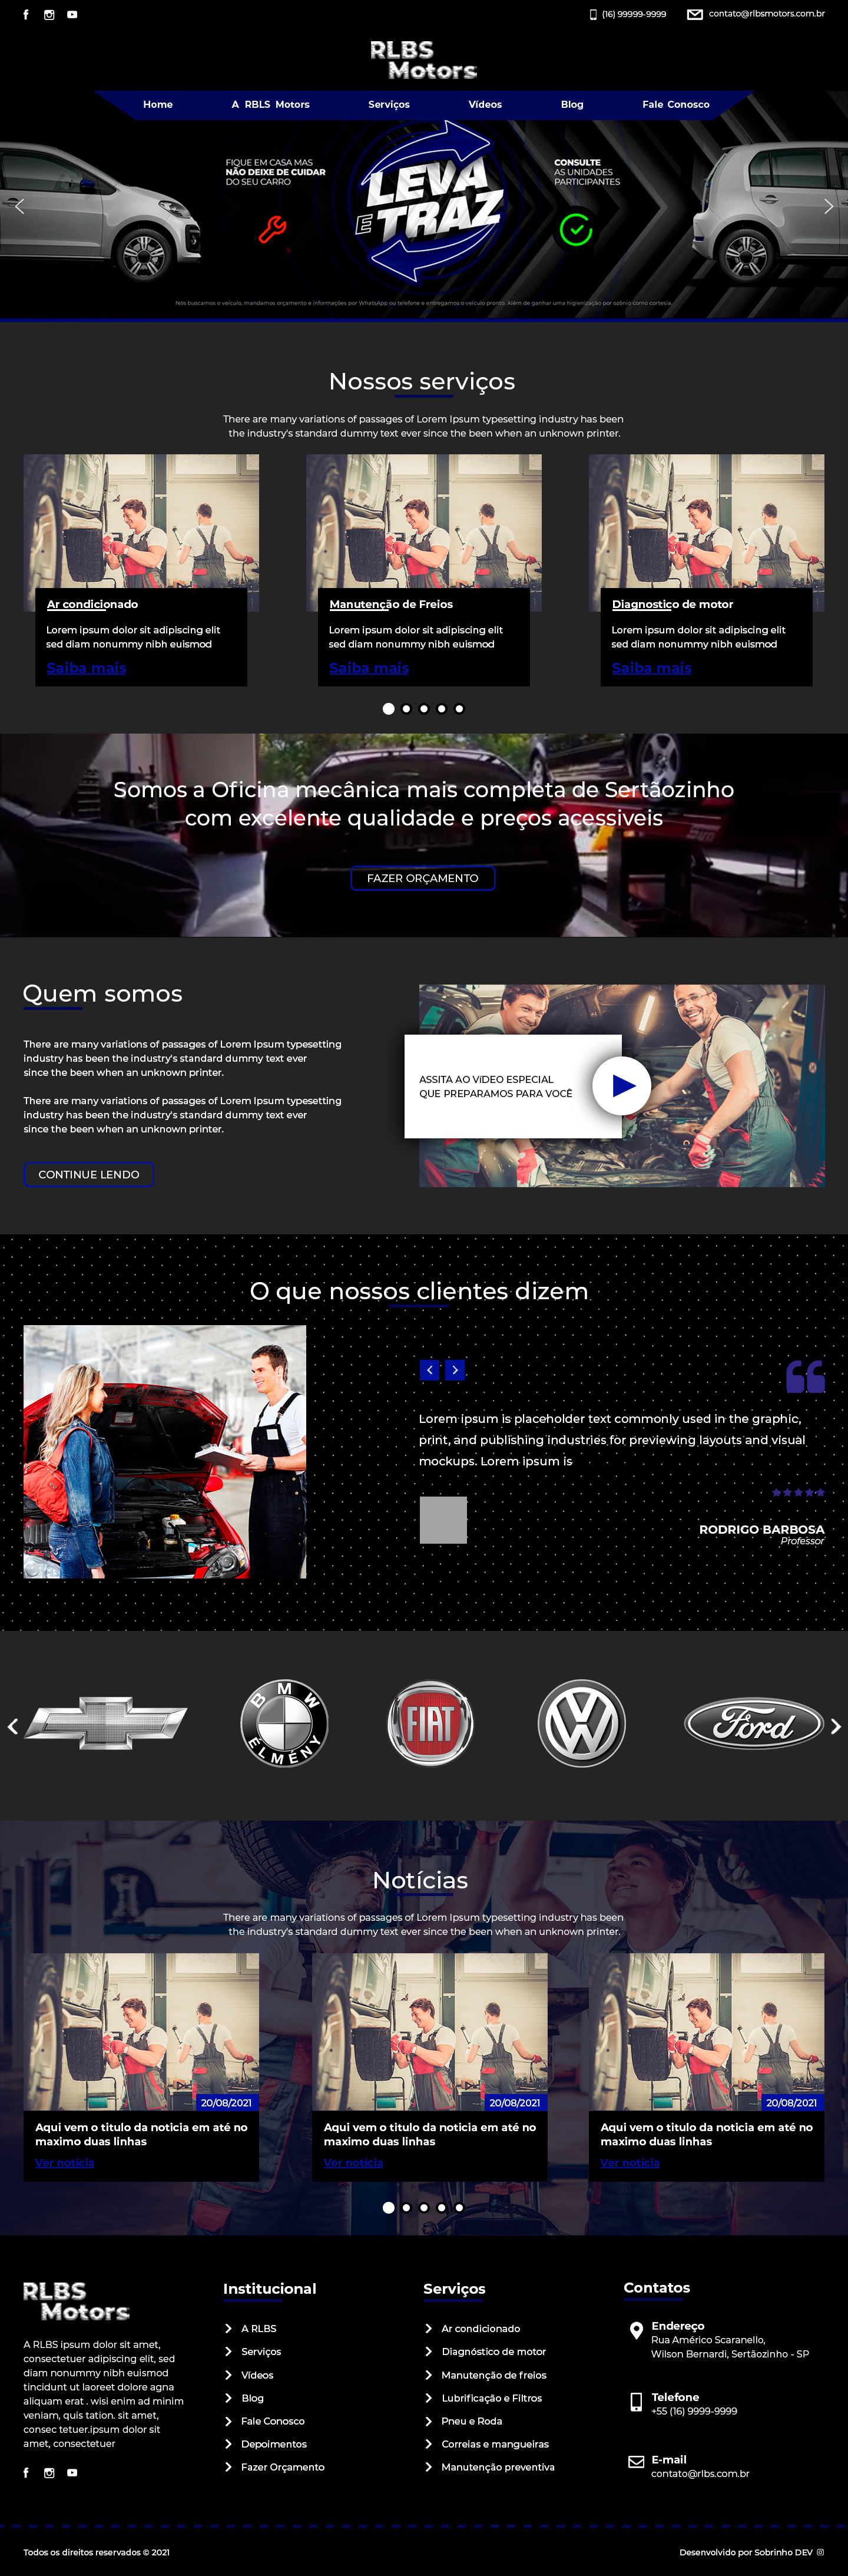 (16) 99999-9999
contato@rlbsmotors.com.br
RLBS
Motors
Home
A RBLS Motors
Serviços
Vídeos
Blog
Fale Conosco
FIQUE EM CASA MAS
NÃO DEIXE DE CUIDAR
DO SEU CARRO
LEVA
E TRAZ
CONSULTE
AS UNIDADES
PARTICIPANTES
Nós buscamos o veículo, mandamos orçamento e informações por WhatsApp ou telefone e entregamos o veículo pronto. Além de ganhar uma higienização por ozônio como cortesia.
Nossos serviços
There are many variations of passages of Lorem Ipsum typesetting industry has been
the industry's standard dummy text ever since the been when an unknown printer.
Ar condicionado
Lorem ipsum dolor sit adipiscing elit
sed diam nonummy nibh euismod
Saiba mais
Manutenção de Freios
Lorem ipsum dolor sit adipiscing elit
sed diam nonummy nibh euismod
Saiba mais
Diagnostico de motor
Lorem ipsum dolor sit adipiscing elit
sed diam nonummy nibh euismod
Saiba mais
Somos a Oficina mecânica mais completa de Sertãozinho
com excelente qualidade e preços acessiveis
FAZER ORÇAMENTO
Quem somos
There are many variations of passages of Lorem Ipsum typesetting
industry has been the industry's standard dummy text ever
since the been when an unknown printer.
There are many variations of passages of Lorem Ipsum typesetting
industry has been the industry's standard dummy text ever
since the been when an unknown printer.
CONTINUE LENDO
ASSITA AO VíDEO ESPECIAL
QUE PREPARAMOS PARA VOCÊ
O que nossos clientes dizem
Lorem ipsum is placeholder text commonly used in the graphic,
print, and publishing industries for previewing layouts and visual
mockups. Lorem ipsum is
RODRIGO BARBOSA
Professor
BMW
ÉLMÉNY
FIAT
VW
Ford
Notícias
There are many variations of passages of Lorem Ipsum typesetting industry has been
the industry's standard dummy text ever since the been when an unknown printer.
20/08/2021
Aqui vem o titulo da noticia em até no
maximo duas linhas
Ver notícia
20/08/2021
Aqui vem o titulo da noticia em até no
maximo duas linhas
Ver notícia
20/08/2021
Aqui vem o titulo da noticia em até no
maximo duas linhas
Ver notícia
RLBS
Motors
A RLBS ipsum dolor sit amet,
consectetuer adipiscing elit, sed
diam nonummy nibh euismod
tincidunt ut laoreet dolore agna
aliquam erat . wisi enim ad minim
veniam, quis tation. sit amet,
consec tetuer.ipsum dolor sit
amet, consectetuer
Institucional
A RLBS
Serviços
Vídeos
Blog
Fale Conosco
Depoimentos
Fazer Orçamento
Serviços
Ar condicionado
Diagnóstico de motor
Manutenção de freios
Lubrificação e Filtros
Pneu e Roda
Correias e mangueiras
Manutenção preventiva
Contatos
Endereço
Rua Américo Scaranello,
Wilson Bernardi, Sertãozinho - SP
Telefone
+55 (16) 9999-9999
E-mail
contato@rlbs.com.br
Todos os direitos reservados © 2021
Desenvolvido por Sobrinho DEV